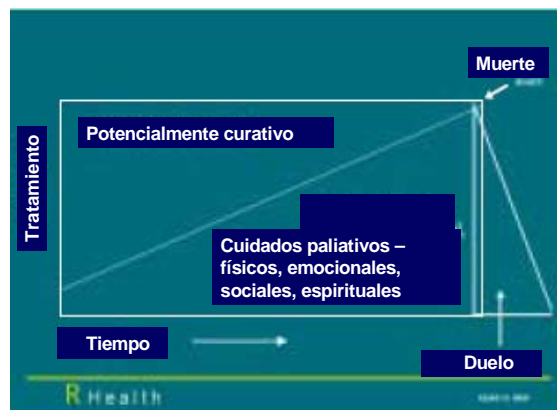 Muerte
Potencialmente curativo
Tratamiento
Cuidados paliativos –
físicos, emocionales,
sociales, espirituales
Tiempo
Duelo
R Health